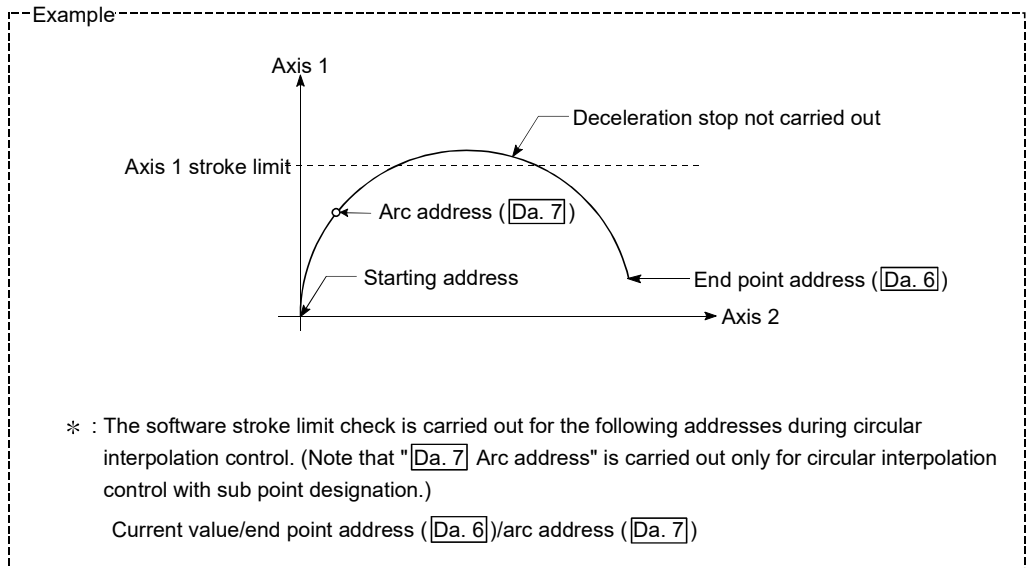 Example
Axis 1
Deceleration stop not carried out
Axis 1 stroke limit
Arc address (Da. 7)
Starting address
End point address (Da. 6)
Axis 2
* : The software stroke limit check is carried out for the following addresses during circular
interpolation control. (Note that "Da. 7 Arc address" is carried out only for circular interpolation
control with sub point designation.)
Current value/end point address (Da. 6)/arc address (Da. 7)